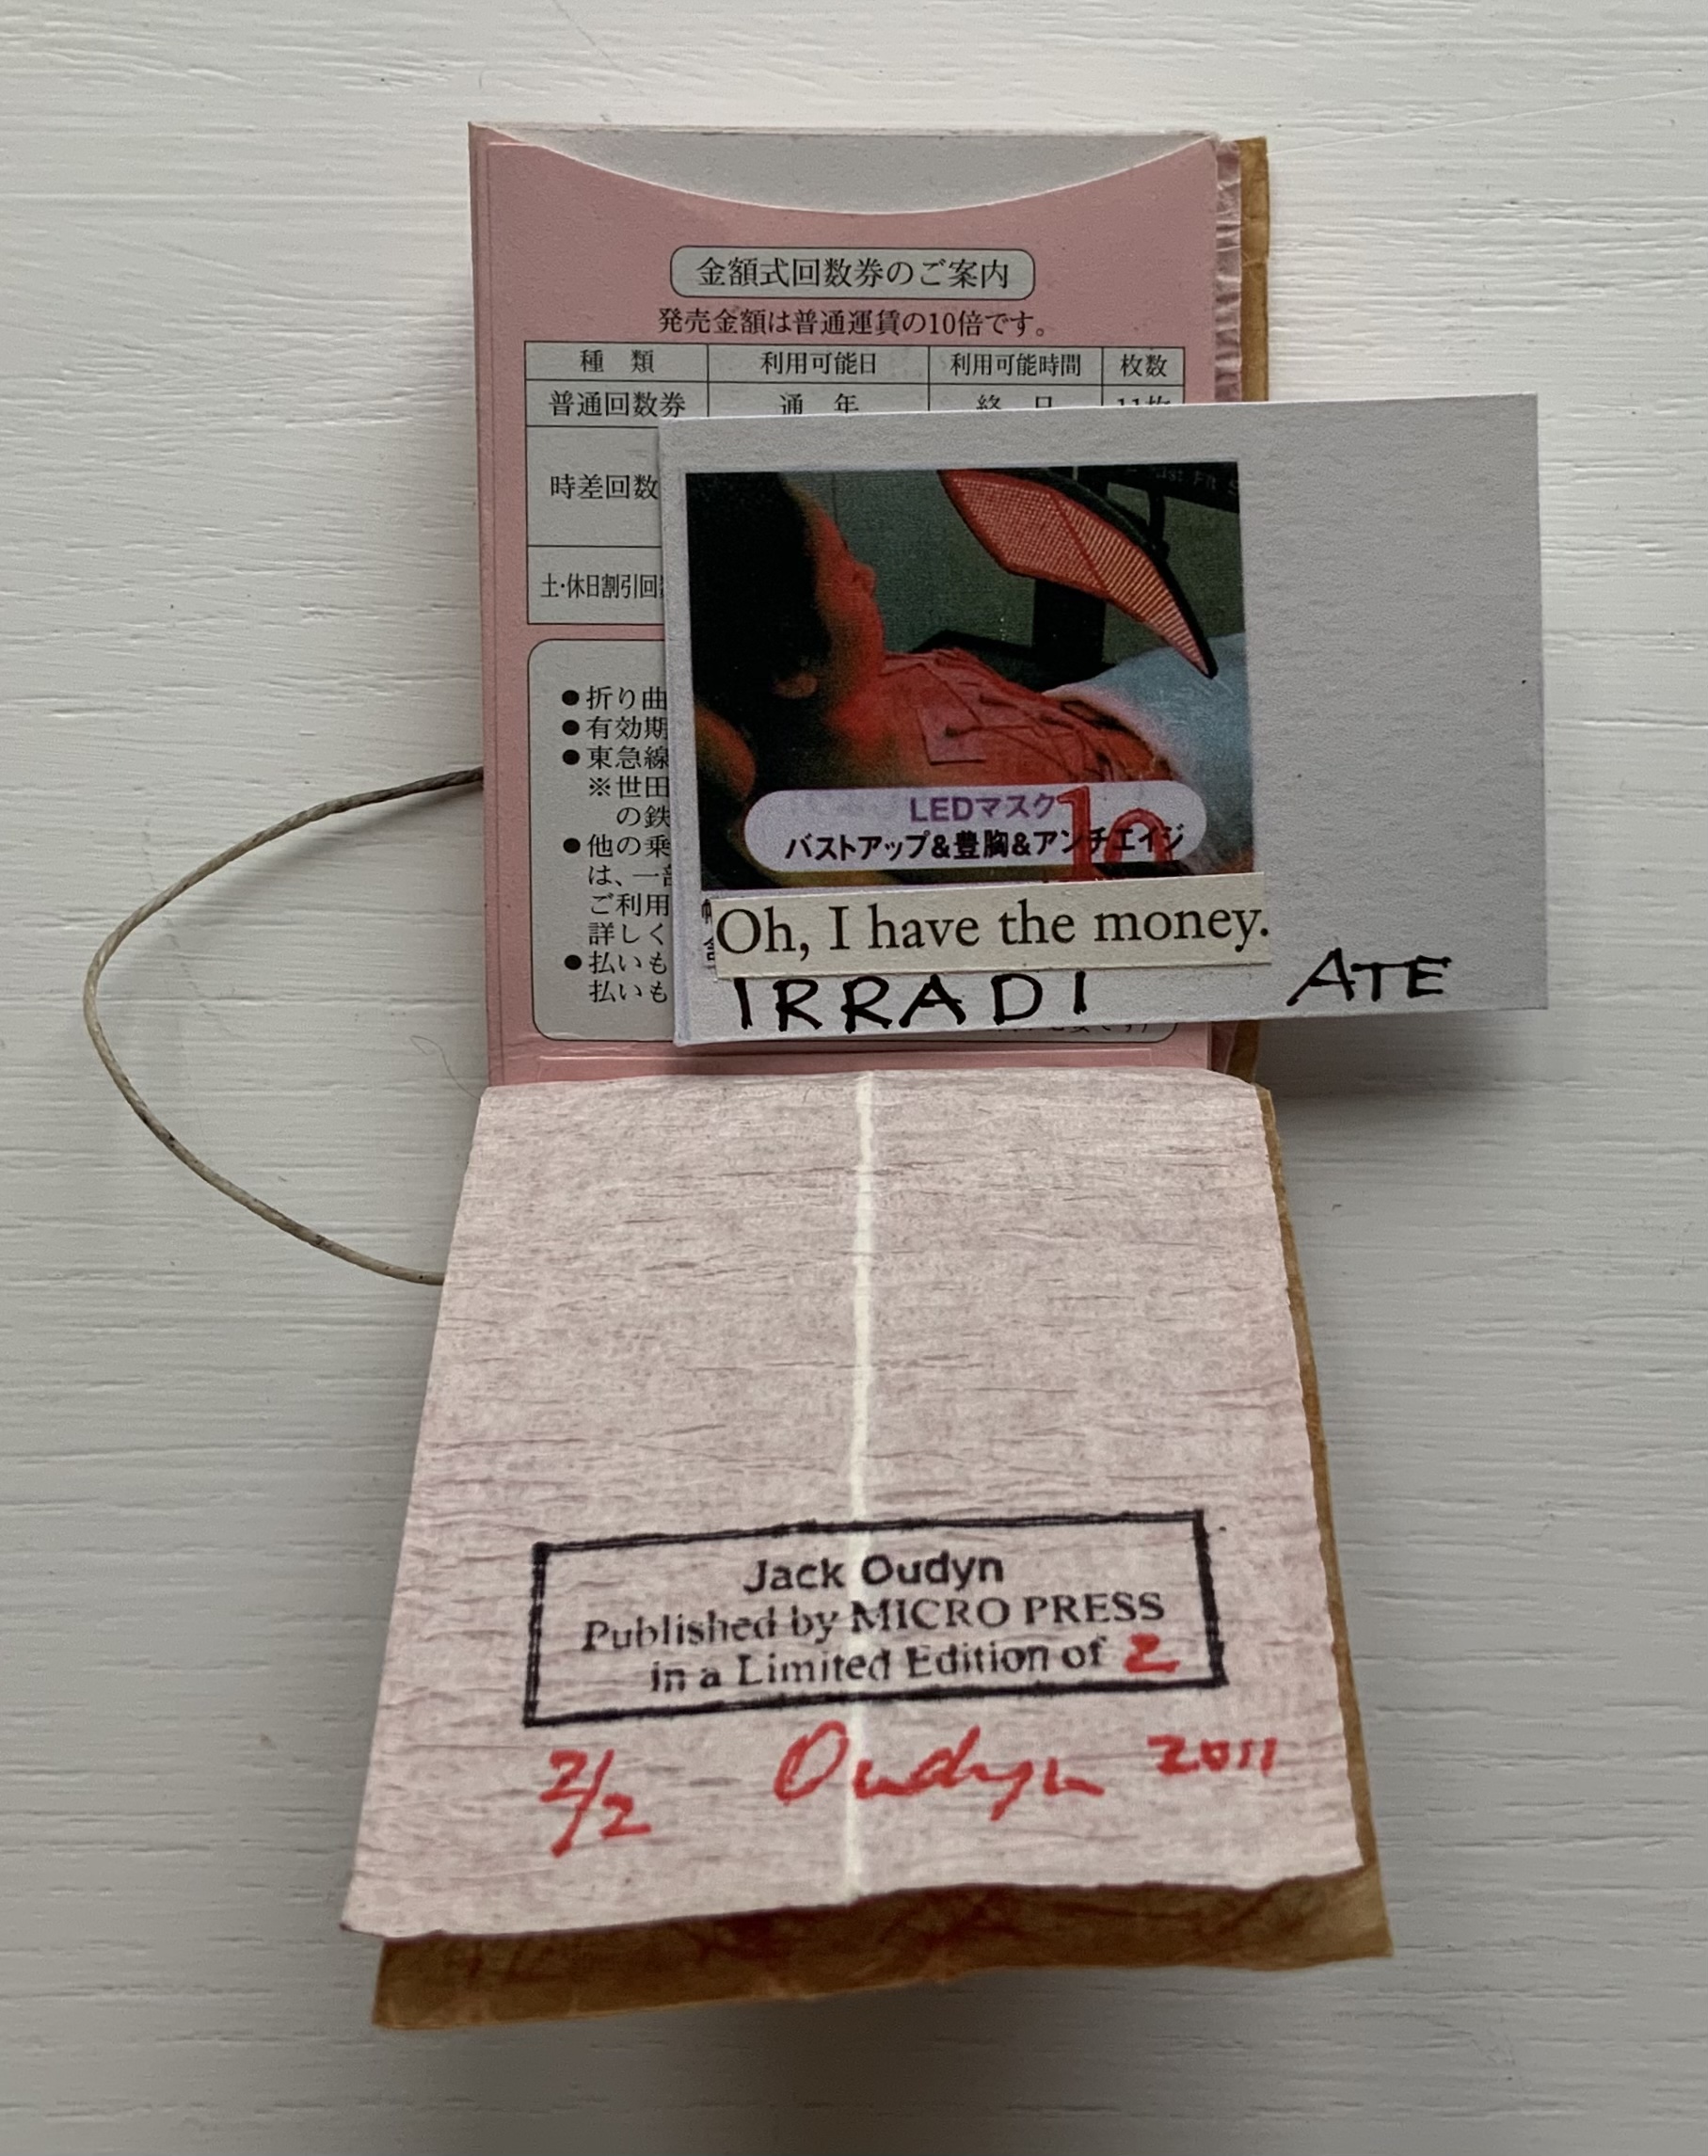 金額式回数券のご案内
発売金額は普通運賃の10倍です。
種 類 利用可能日 利用可能時間 枚数
普通回数券 通 年 終 日 11枚
時差回数
土・休日割引回
●折り曲
●有効期
●東急線
※世田
の鉄
●他の乗
は、一部
ご利用
詳しく
●払いも
払いも
LEDマスク
10
バストアップ&豊胸&アンチエイジ
Oh, I have the money.
IRRADI ATE
Jack Oudyn
Published by MICRO PRESS
in a Limited Edition of 2
2/2 Oudyn 2011